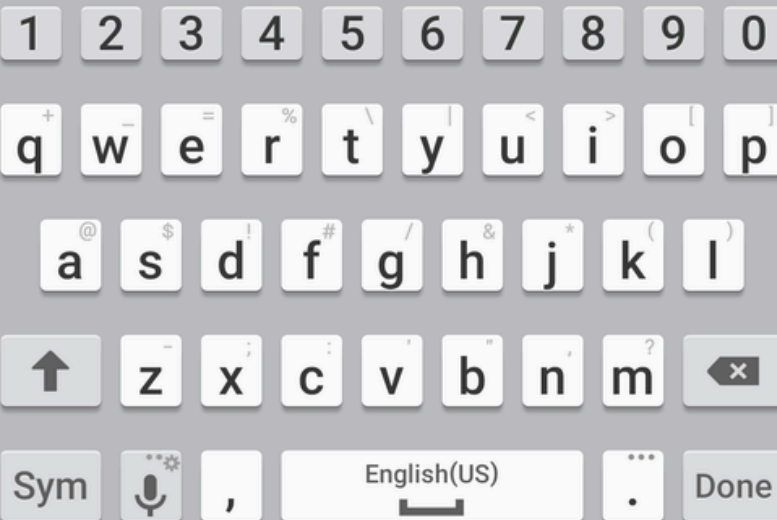 1 2 3 4 5 6 7 8 9 0
+ _ = % \ | < > [ ]
q w e r t y u i o p
@ $ ! # / & * ( )
a s d f g h j k l
- ; : ' " , ?
z x c v b n m
Sym , English(US) . Done